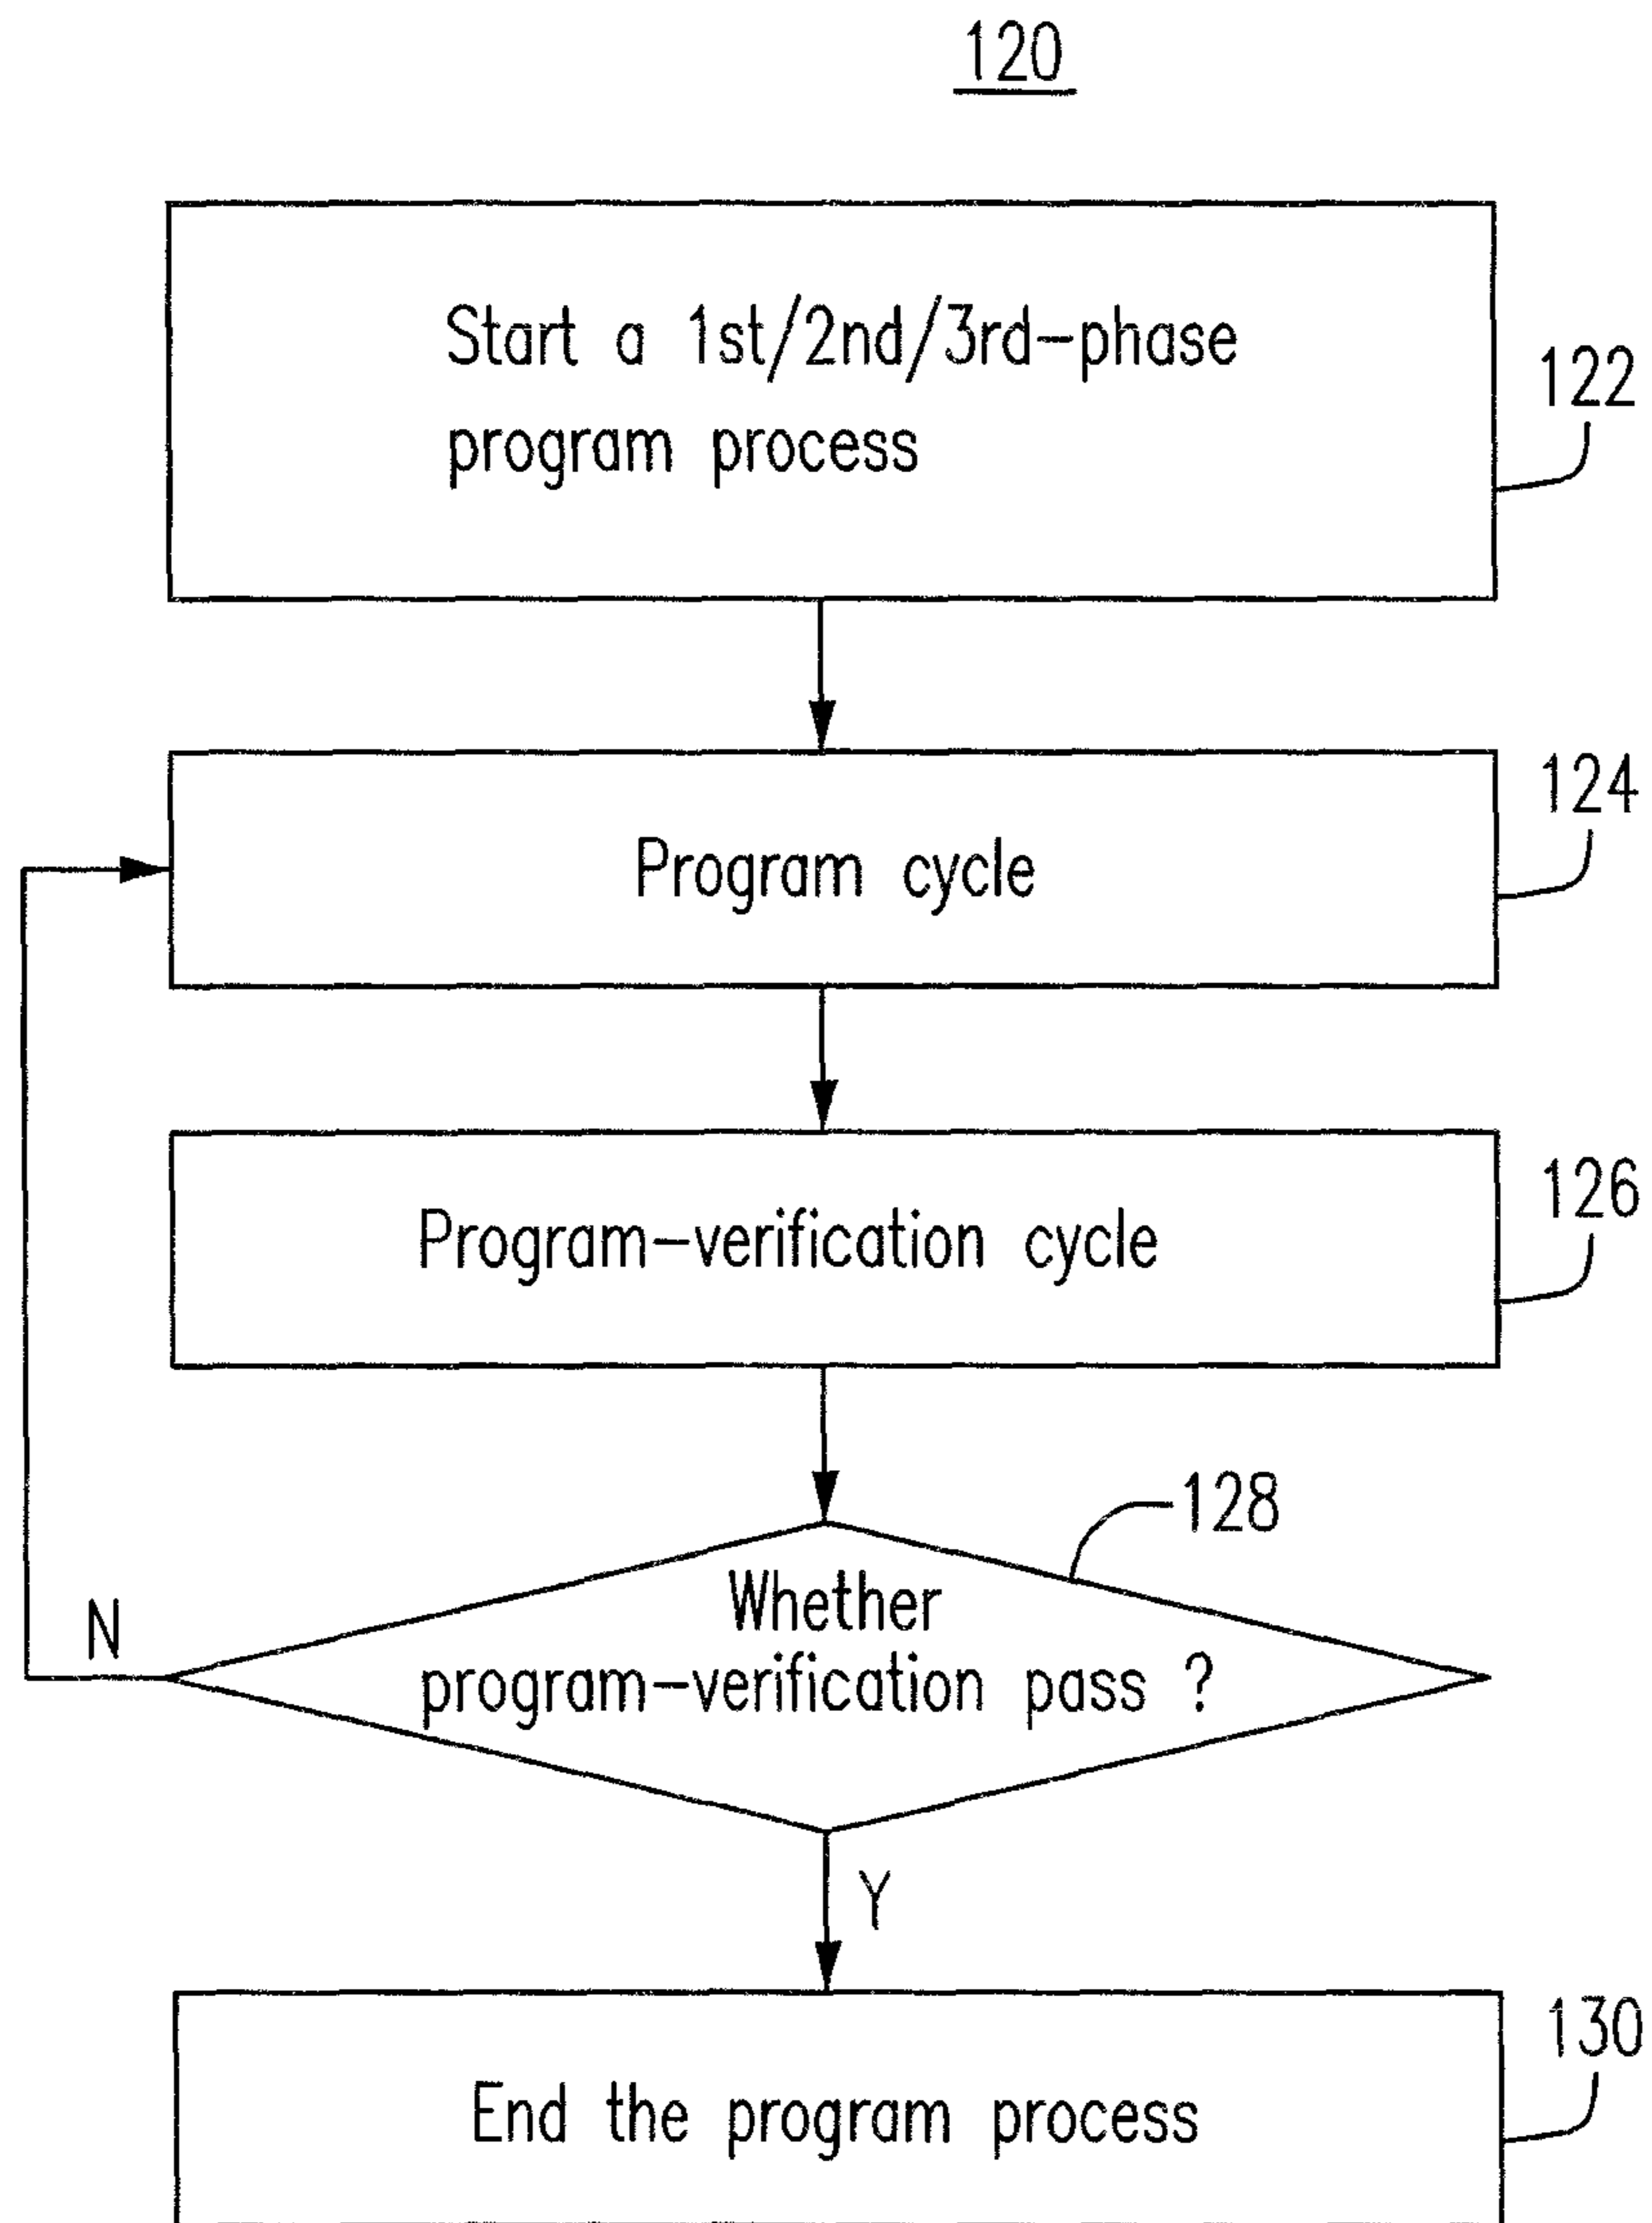 120
Start a 1st/2nd/3rd-phase
program process
122
Program cycle
124
Program-verification cycle
126
128
Whether
program-verification pass ?
N
Y
End the program process
130